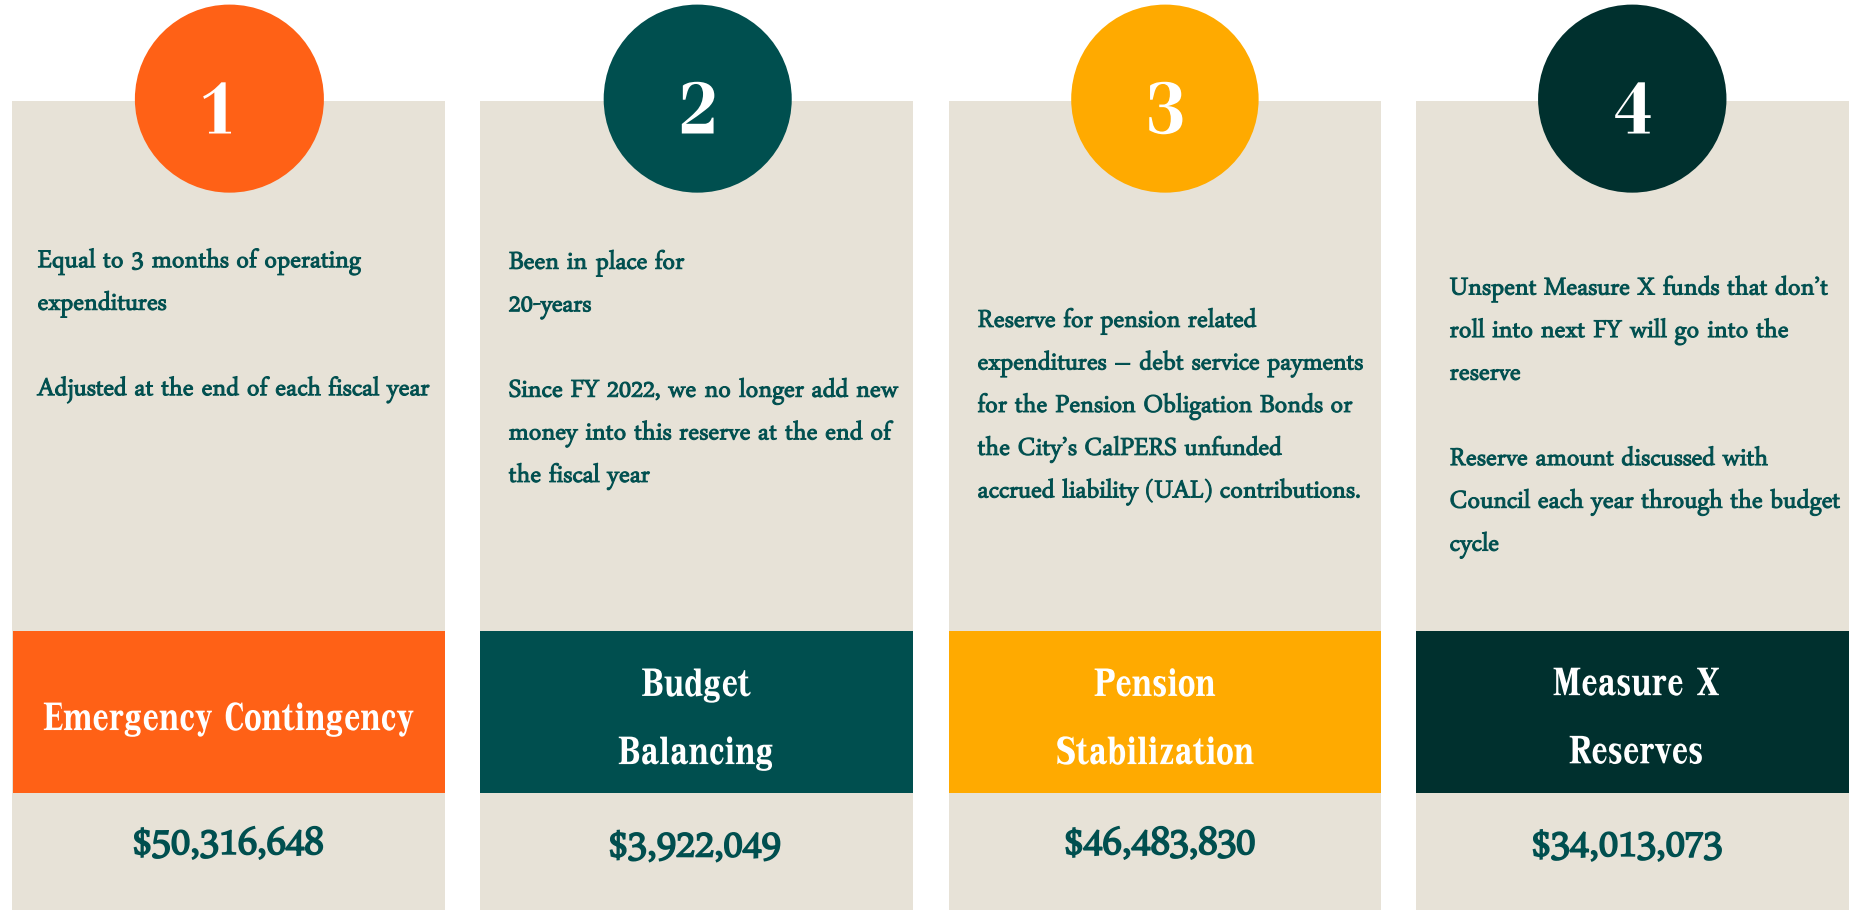 1
Equal to 3 months of operating
expenditures
Adjusted at the end of each fiscal year
Emergency Contingency
$50,316,648
2
Been in place for
20-years
Since FY 2022, we no longer add new
money into this reserve at the end of
the fiscal year
Budget
Balancing
$3,922,049
3
Reserve for pension related
expenditures – debt service payments
for the Pension Obligation Bonds or
the City’s CalPERS unfunded
accrued liability (UAL) contributions.
Pension
Stabilization
$46,483,830
4
Unspent Measure X funds that don’t
roll into next FY will go into the
reserve
Reserve amount discussed with
Council each year through the budget
cycle
Measure X
Reserves
$34,013,073